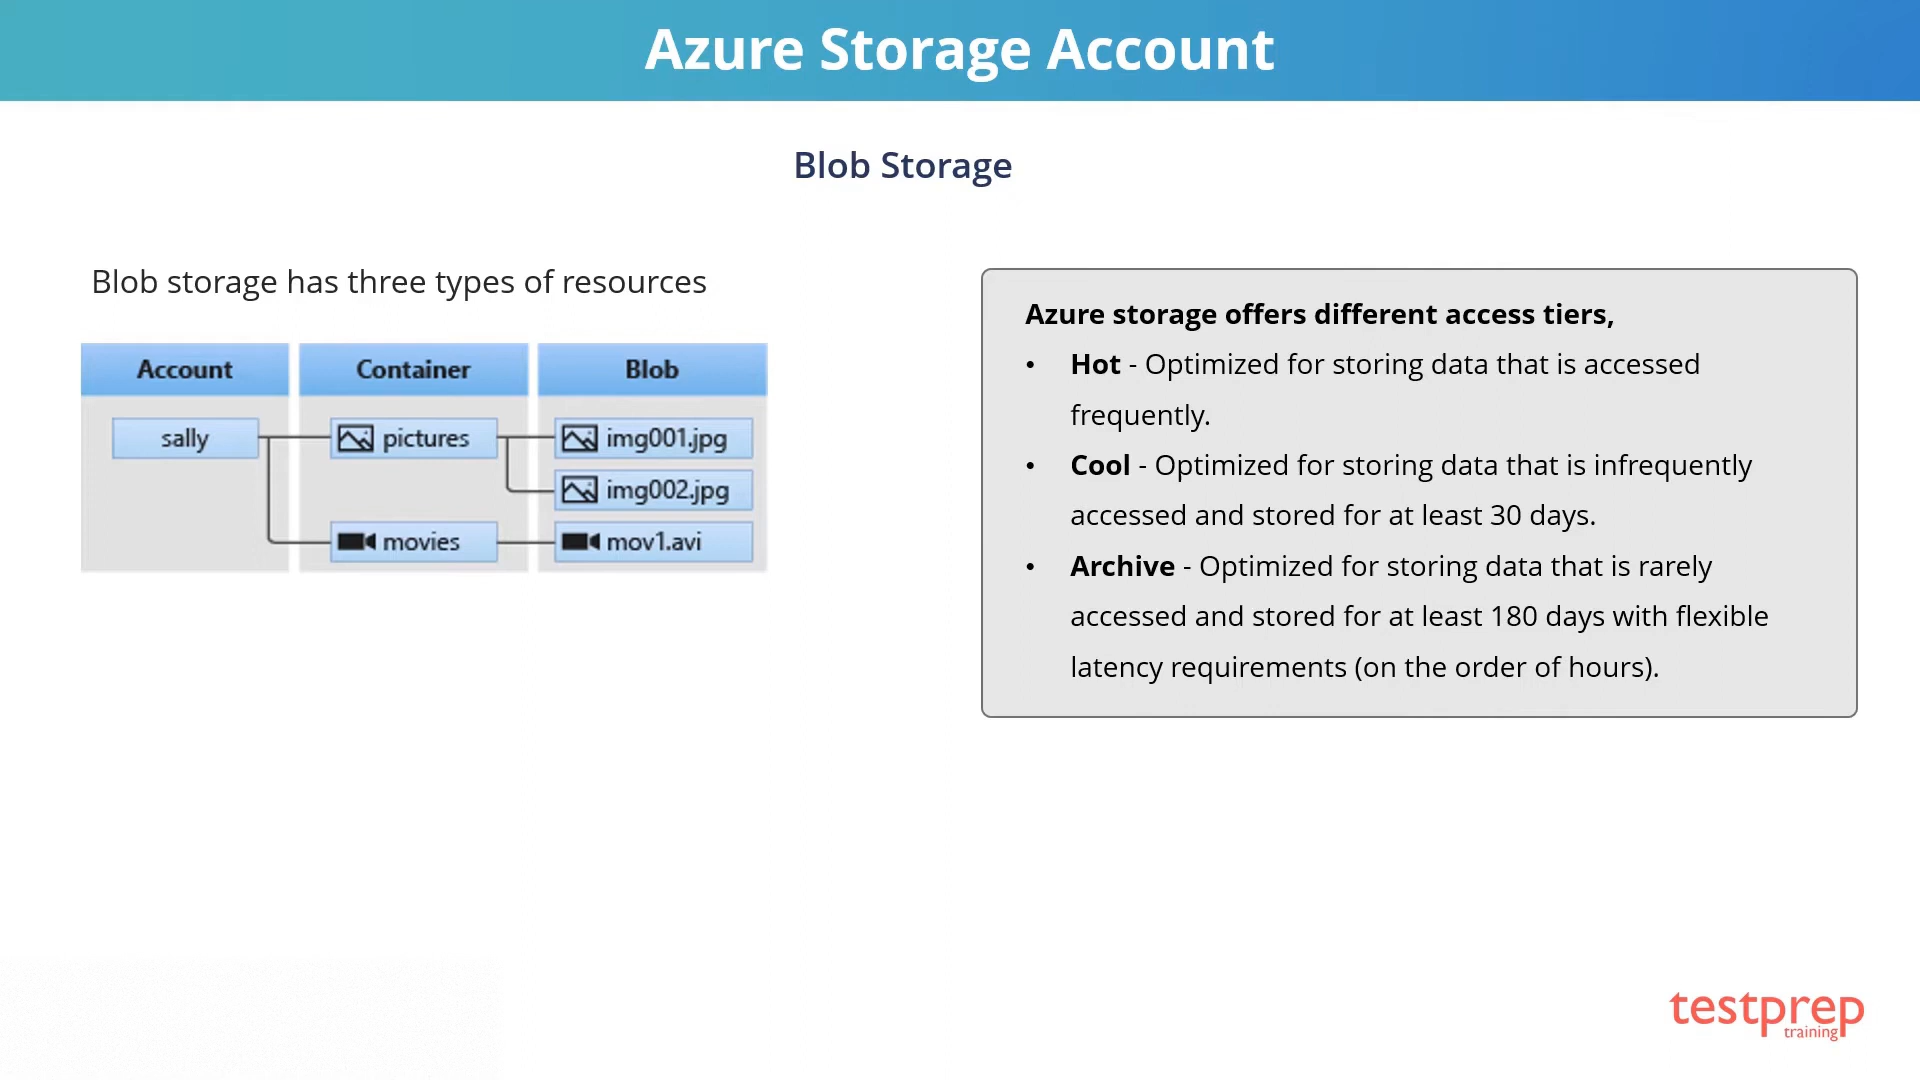 Azure Storage Account
Blob Storage
Blob storage has three types of resources
Account
Container
Blob
sally
pictures
img001.jpg
img002.jpg
movies
mov1.avi
Azure storage offers different access tiers,
• Hot - Optimized for storing data that is accessed
frequently.
• Cool - Optimized for storing data that is infrequently
accessed and stored for at least 30 days.
• Archive - Optimized for storing data that is rarely
accessed and stored for at least 180 days with flexible
latency requirements (on the order of hours).
testprep
training